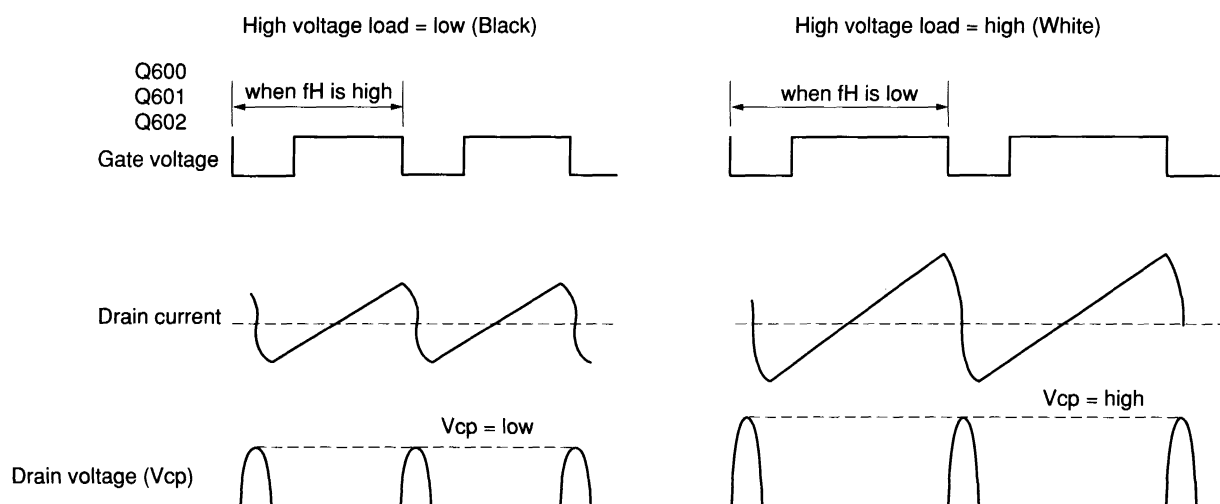 High voltage load = low (Black)
High voltage load = high (White)
Q600
Q601
Q602
when fH is high
when fH is low
Gate voltage
Drain current
Vcp = low
Vcp = high
Drain voltage (Vcp)